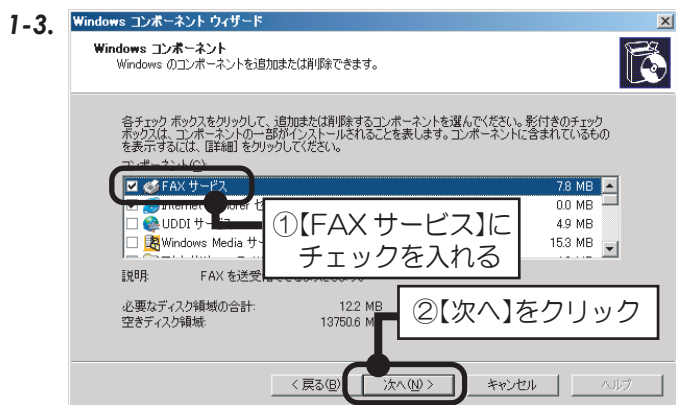 1-3.
Windows コンポーネント ウィザード
Windows コンポーネント
Windows のコンポーネントを追加または削除できます。
各チェック ボックスをクリックして、追加または削除するコンポーネントを選んでください。影付きのチェック
ボックスは、コンポーネントの一部がインストールされることを表します。コンポーネントに含まれているもの
を表示するには、[詳細] をクリックしてください。
コンポーネント(C):
FAX サービス 7.8 MB
Internet 0.0 MB
UDDI サービス 4.9 MB
Windows Media サー 15.3 MB
①【FAX サービス】に
チェックを入れる
説明: FAX を送受信
必要なディスク領域の合計: 12.2 MB
空きディスク領域: 13750.6 M
②【次へ】をクリック
< 戻る(B)
次へ(N) >
キャンセル
ヘルプ